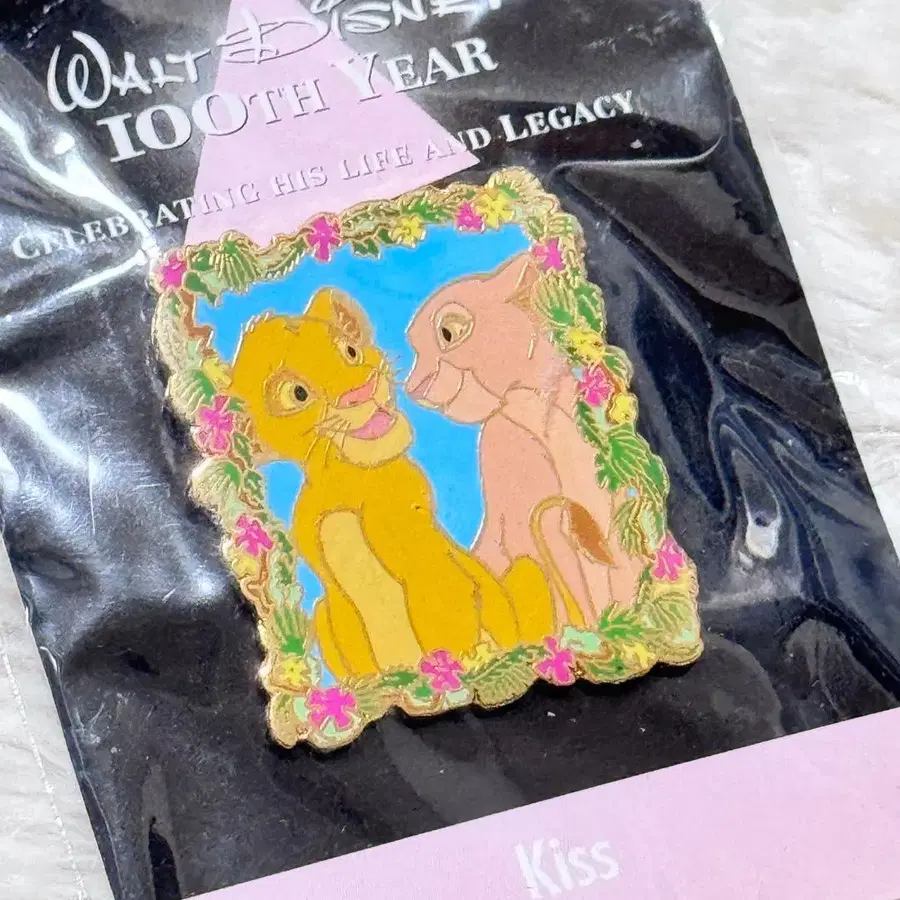 WALT DISNEY
100TH YEAR
CELEBRATING HIS LIFE AND LEGACY
Kiss